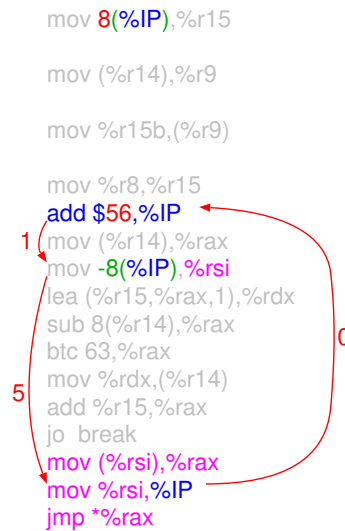 mov 8(%IP),%r15
mov (%r14),%r9
mov %r15b,(%r9)
mov %r8,%r15
add $56,%IP
1 mov (%r14),%rax
mov -8(%IP),%rsi
lea (%r15,%rax,1),%rdx
sub 8(%r14),%rax
0
btc 63,%rax
mov %rdx,(%r14)
5
add %r15,%rax
jo break
mov (%rsi),%rax
mov %rsi,%IP
jmp *%rax